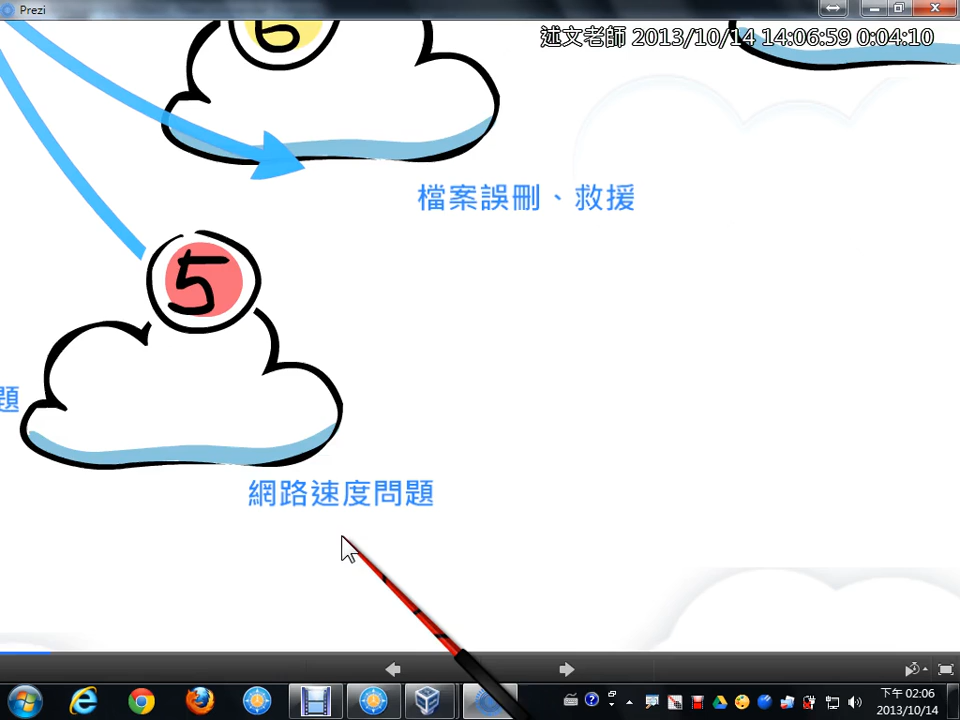 Prezi
述文老師 2013/10/14 14:06:59 0:04:10
6
檔案誤刪、救援
5
題
網路速度問題
下午 02:06
2013/10/14